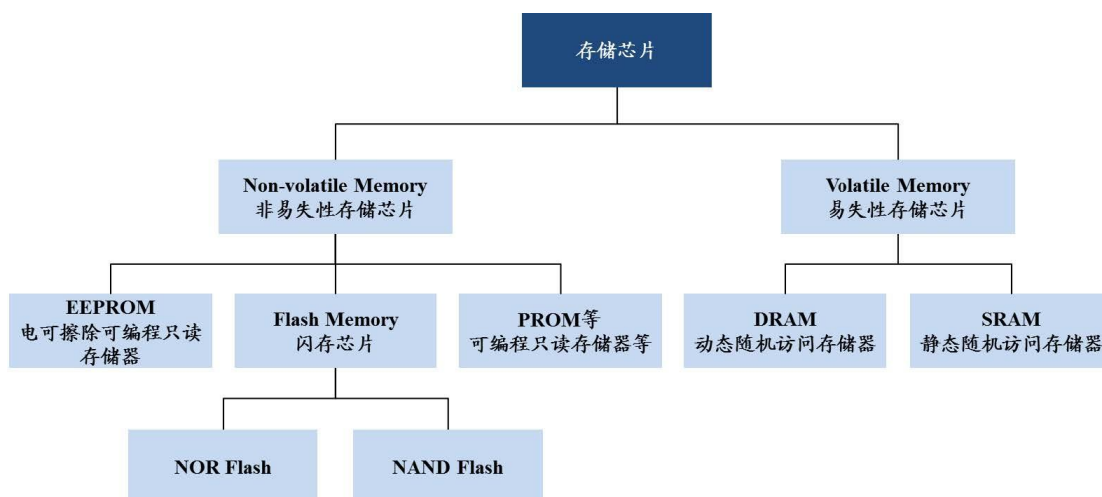 存储芯片
Non-volatile Memory
非易失性存储芯片
Volatile Memory
易失性存储芯片
EEPROM
电可擦除可编程只读
存储器
Flash Memory
闪存芯片
PROM等
可编程只读存储器等
DRAM
动态随机访问存储器
SRAM
静态随机访问存储器
NOR Flash
NAND Flash